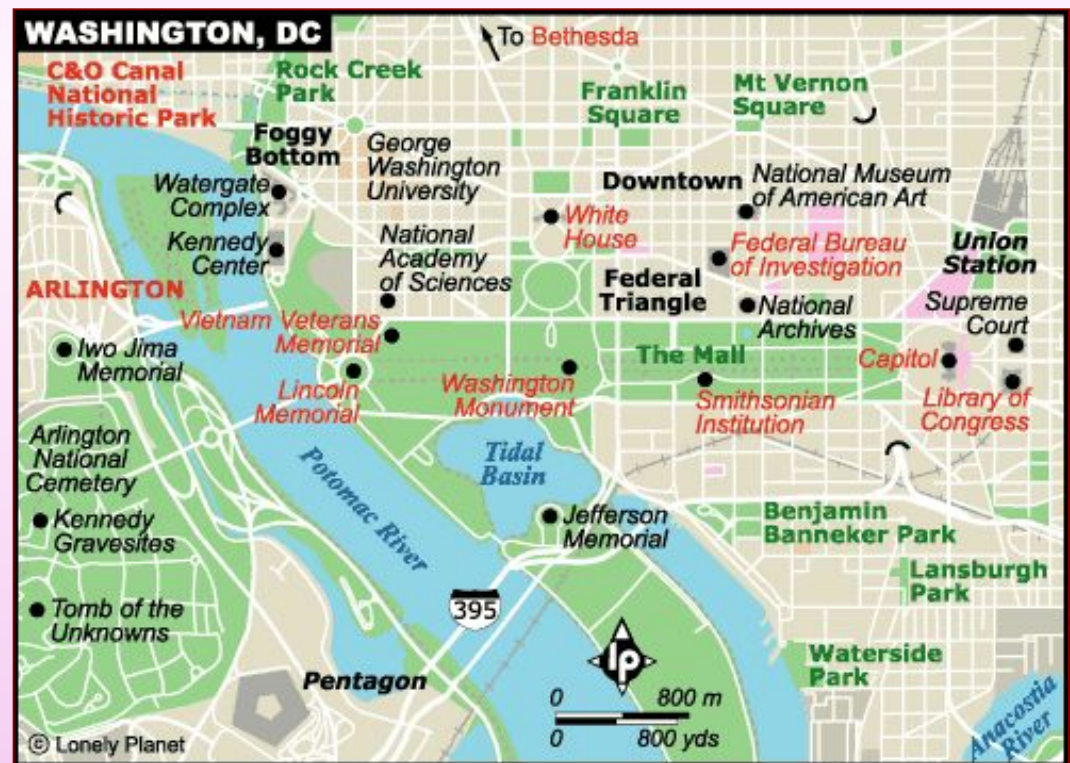 WASHINGTON, DC
To Bethesda
C&O Canal
National
Historic Park
Rock Creek
Park
Franklin
Square
Mt Vernon
Square
Foggy
Bottom
George
Washington
University
Watergate
Complex
Downtown
National Museum
of American Art
White
House
Kennedy
Center
National
Academy
of Sciences
Federal Bureau
of Investigation
Union
Station
Federal
Triangle
ARLINGTON
National
Archives
Supreme
Court
Vietnam Veterans
Memorial
Iwo Jima
Memorial
The Mall
Capitol
Lincoln
Memorial
Washington
Monument
Smithsonian
Institution
Library of
Congress
Arlington
National
Cemetery
Potomac River
Tidal
Basin
Kennedy
Gravesites
Jefferson
Memorial
Benjamin
Banneker Park
Lansburgh
Park
395
Tomb of the
Unknowns
lp
Waterside
Park
Pentagon
0 800 m
0 800 yds
Anacostia
River
© Lonely Planet